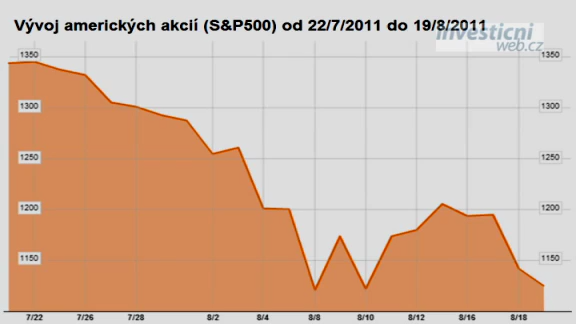 Vývoj amerických akcií (S&P500) od 22/7/2011 do 19/8/2011
investicni
web.cz
1350 1350
1300 1300
1250 1250
1200 1200
1150 1150
7/22 7/26 7/28 8/2 8/4 8/8 8/10 8/12 8/16 8/18